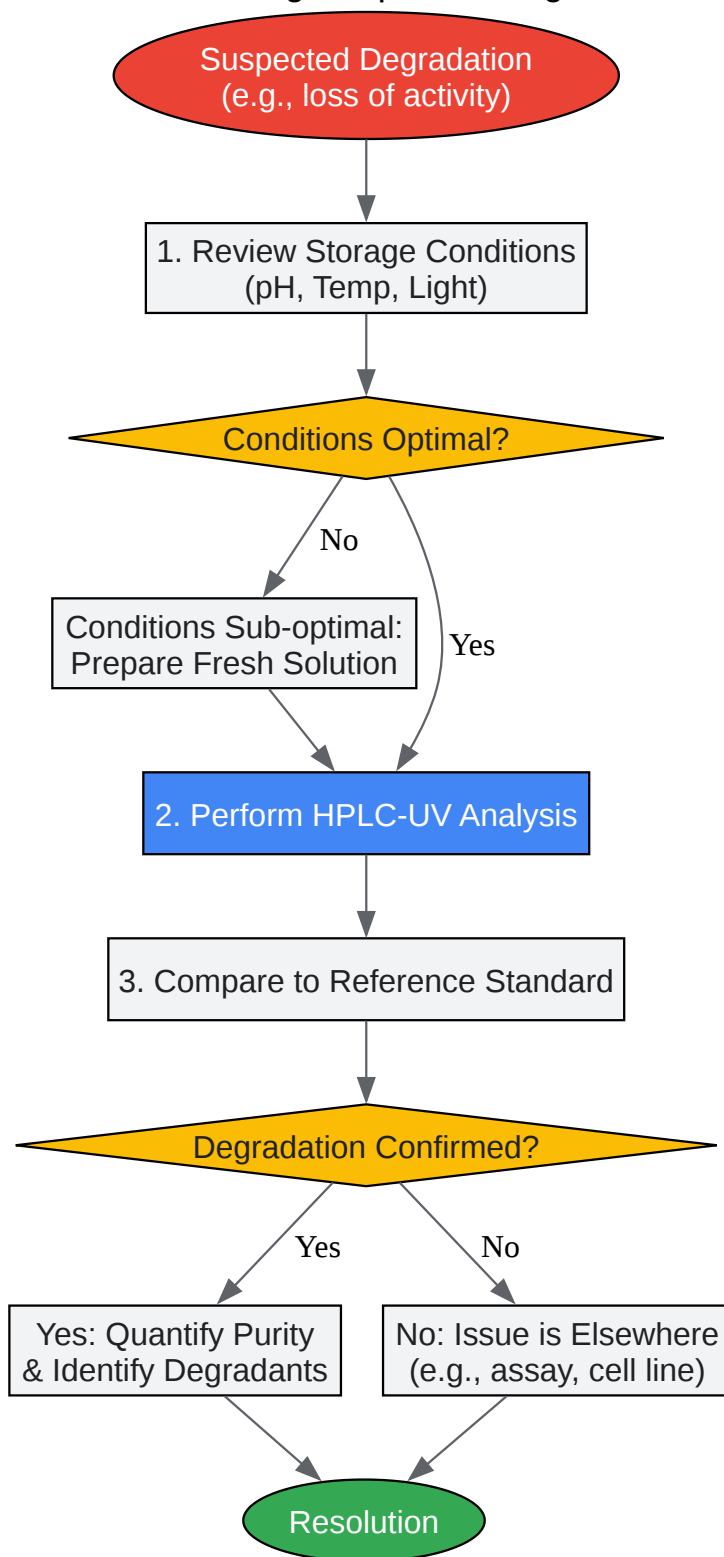 Suspected Degradation
(e.g., loss of activity)
1. Review Storage Conditions
(pH, Temp, Light)
Conditions Optimal?
No
Conditions Sub-optimal:
Prepare Fresh Solution
Yes
2. Perform HPLC-UV Analysis
3. Compare to Reference Standard
Degradation Confirmed?
Yes
No
Yes: Quantify Purity
& Identify Degradants
No: Issue is Elsewhere
(e.g., assay, cell line)
Resolution